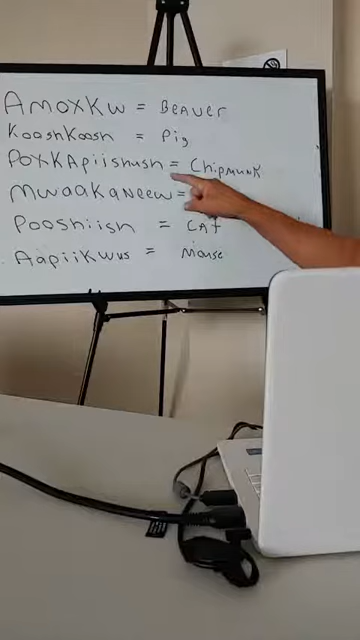 Amoxkw = Beaver
Kooshkoosh = Pig
Poxkapiishush = Chipmunk
Mwaakaneew =
Pooshiish = Cat
Aapiikwus = Mouse